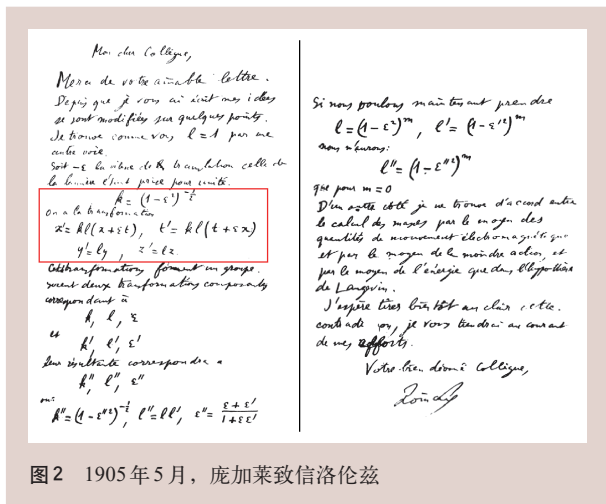 Mon cher Collègue,
Merci de votre aimable lettre.
Depuis que je vous ai écrit mes idées
se sont modifiées sur quelques points.
Je trouve comme vous l = 1 par une
autre voie.
Soit -ε la vitesse de la translation celle de
la lumière étant prise pour unité.
k = (1-ε²)^{-1/2}
on a la transformation
x' = kl(x+εt), t' = kl(t+εx)
y' = ly, z' = lz.
Ces transformations forment un groupe.
Soient deux transformations composantes
correspondant à
k, l, ε
et
k', l', ε'
leur résultante correspondra à
k'', l'', ε''
où:
k'' = (1-ε''²)^{-1/2}, l'' = ll', ε'' = (ε+ε')/(1+εε')
Si nous voulons maintenant prendre
l = (1-ε²)^m, l' = (1-ε'²)^m
nous n'aurons:
l'' = (1-ε''²)^m
que pour m=0
D'un autre côté je ne trouve d'accord entre
le calcul des masses par le moyen des
quantités de mouvement électromagnétique
et par le moyen de la moindre action, et
par le moyen de l'énergie que dans l'hypothèse
de Langevin.
J'espère tirer bientôt au clair cette
contradiction, je vous tiendrai au courant
de mes efforts.
Votre bien dévoué Collègue,
Poincaré
图2 1905年5月，庞加莱致信洛伦兹